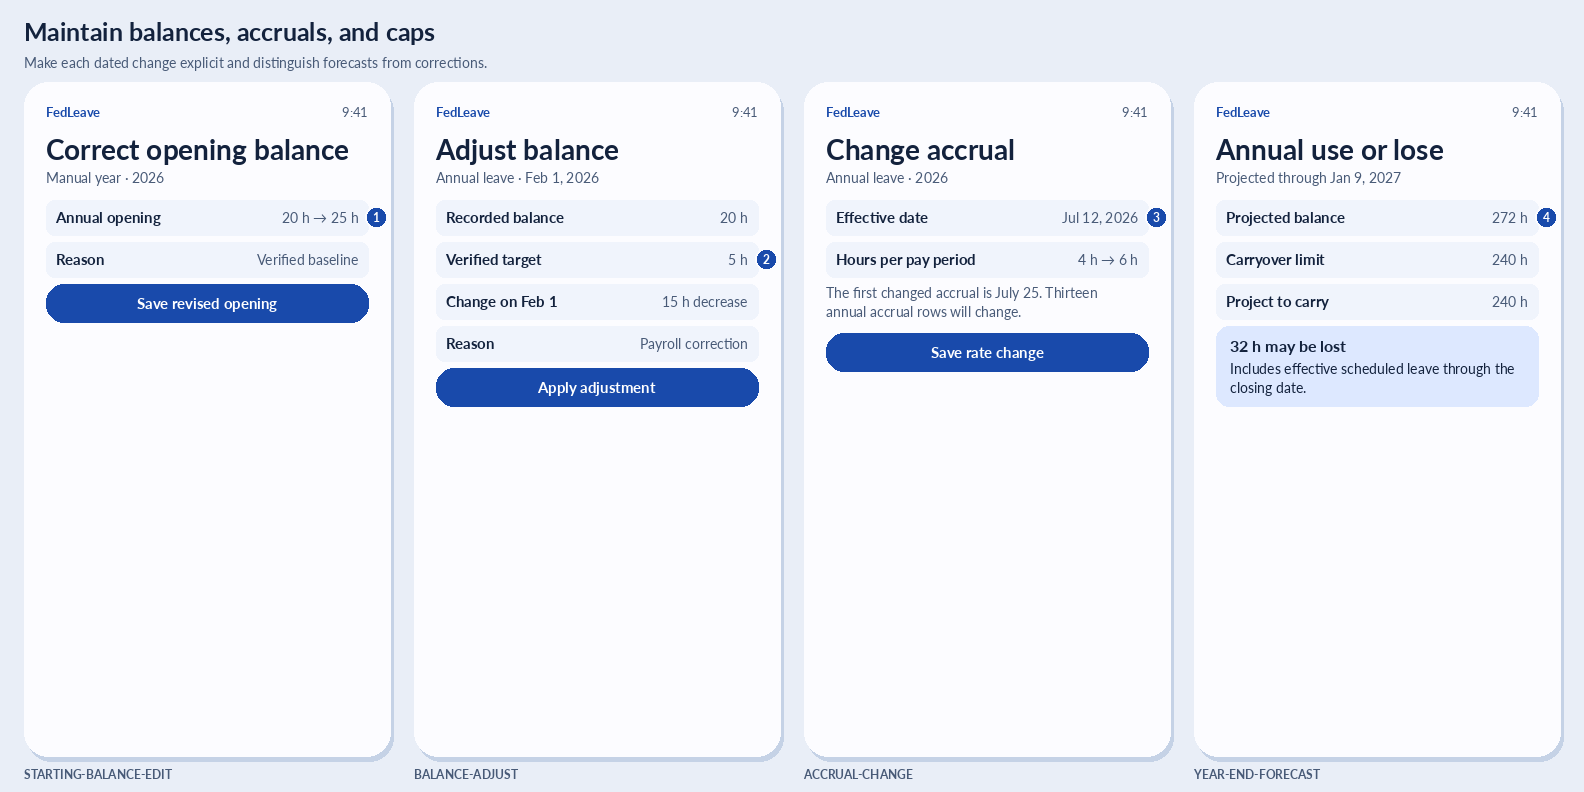 Maintain balances, accruals, and caps
Make each dated change explicit and distinguish forecasts from corrections.
FedLeave 9:41
Correct opening balance
Manual year · 2026
Annual opening 20 h → 25 h 1
Reason Verified baseline
Save revised opening
STARTING-BALANCE-EDIT
FedLeave 9:41
Adjust balance
Annual leave · Feb 1, 2026
Recorded balance 20 h
Verified target 5 h 2
Change on Feb 1 15 h decrease
Reason Payroll correction
Apply adjustment
BALANCE-ADJUST
FedLeave 9:41
Change accrual
Annual leave · 2026
Effective date Jul 12, 2026 3
Hours per pay period 4 h → 6 h
The first changed accrual is July 25. Thirteen
annual accrual rows will change.
Save rate change
ACCRUAL-CHANGE
FedLeave 9:41
Annual use or lose
Projected through Jan 9, 2027
Projected balance 272 h 4
Carryover limit 240 h
Project to carry 240 h
32 h may be lost
Includes effective scheduled leave through the
closing date.
YEAR-END-FORECAST